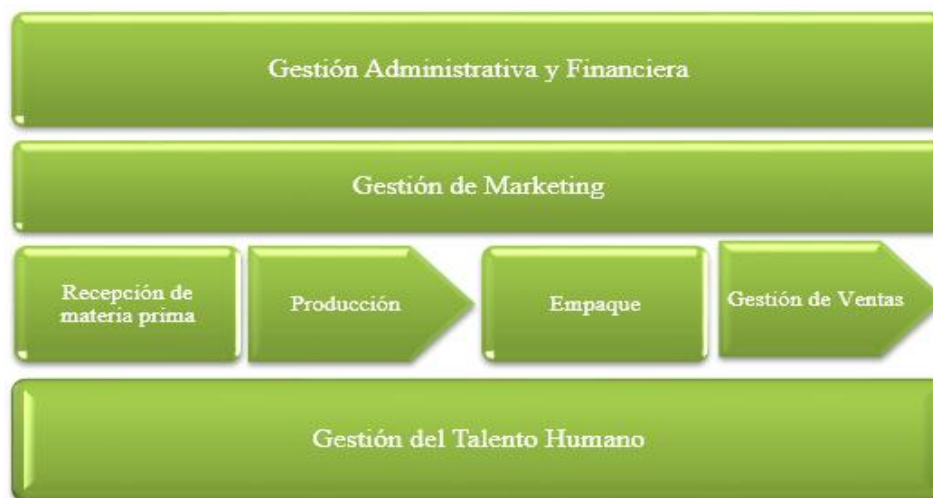 Gestión Administrativa y Financiera
Gestión de Marketing
Recepción de
materia prima
Producción
Empaque
Gestión de Ventas
Gestión del Talento Humano